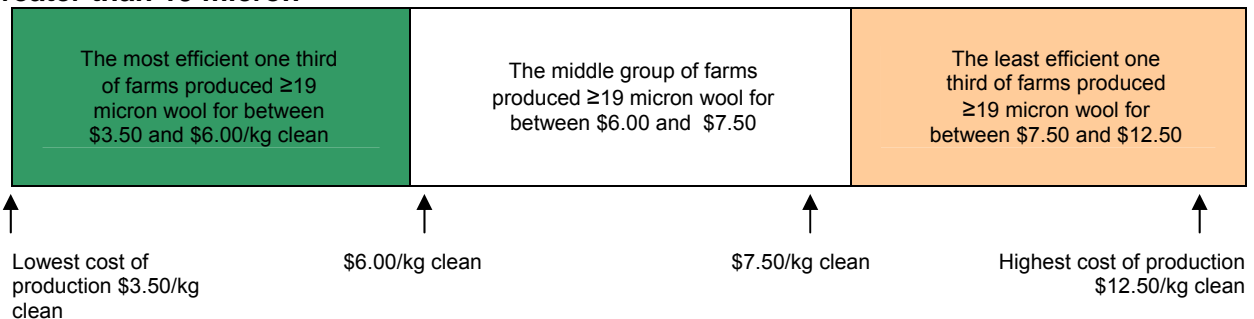 than
micron
The most efficient one third
of farms produced ≥19
micron wool for between
$3.50 and $6.00/kg clean
The middle group of farms
produced ≥19 micron wool for
between $6.00 and $7.50
The least efficient one
third of farms produced
≥19 micron wool for
between $7.50 and $12.50
Lowest cost of
production $3.50/kg
clean
$6.00/kg clean
$7.50/kg clean
Highest cost of production
$12.50/kg clean